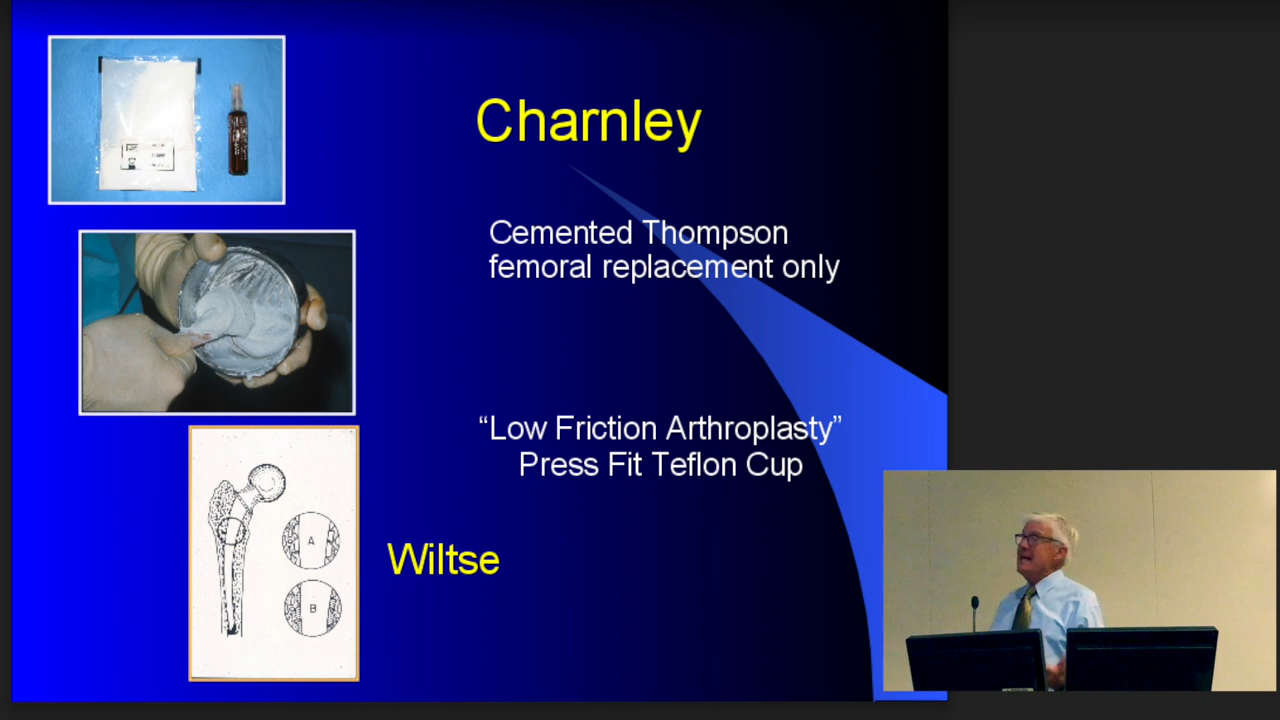 Charnley
Cemented Thompson
femoral replacement only
“Low Friction Arthroplasty”
Press Fit Teflon Cup
Wiltse
A
B